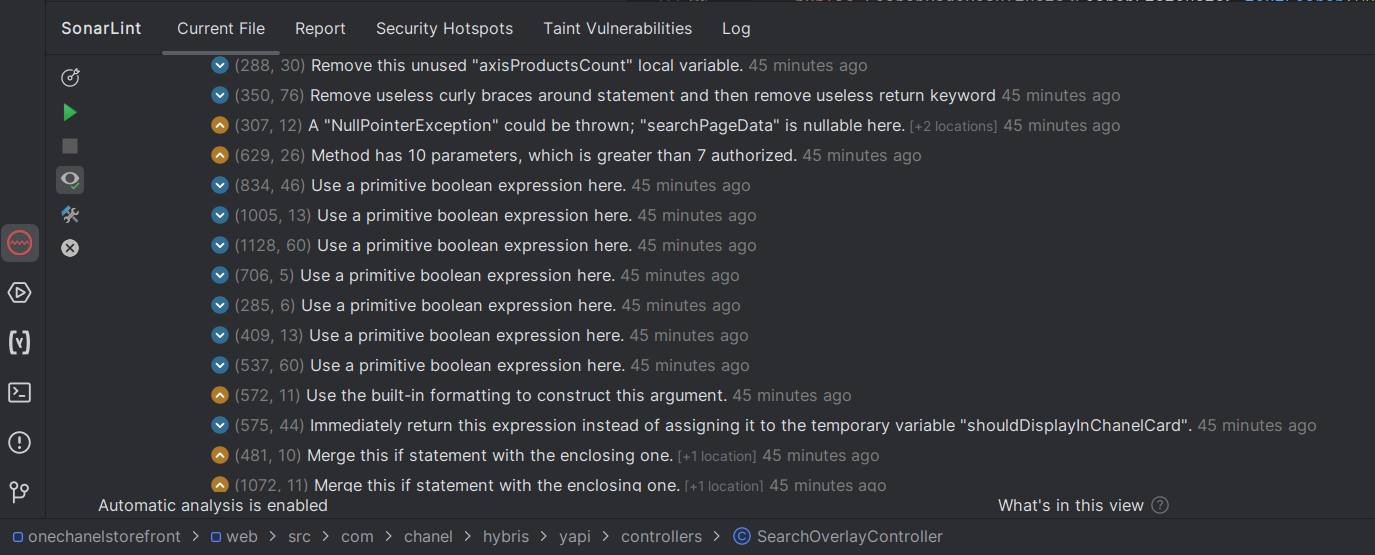 SonarLint Current File Report Security Hotspots Taint Vulnerabilities Log
(288, 30) Remove this unused "axisProductsCount" local variable. 45 minutes ago
(350, 76) Remove useless curly braces around statement and then remove useless return keyword 45 minutes ago
(307, 12) A "NullPointerException" could be thrown; "searchPageData" is nullable here. [+2 locations] 45 minutes ago
(629, 26) Method has 10 parameters, which is greater than 7 authorized. 45 minutes ago
(834, 46) Use a primitive boolean expression here. 45 minutes ago
(1005, 13) Use a primitive boolean expression here. 45 minutes ago
(1128, 60) Use a primitive boolean expression here. 45 minutes ago
(706, 5) Use a primitive boolean expression here. 45 minutes ago
(285, 6) Use a primitive boolean expression here. 45 minutes ago
(409, 13) Use a primitive boolean expression here. 45 minutes ago
(537, 60) Use a primitive boolean expression here. 45 minutes ago
(572, 11) Use the built-in formatting to construct this argument. 45 minutes ago
(575, 44) Immediately return this expression instead of assigning it to the temporary variable "shouldDisplayInChanelCard". 45 minutes ago
(481, 10) Merge this if statement with the enclosing one. [+1 location] 45 minutes ago
(1072, 11) Merge this if statement with the enclosing one. [+1 location] 45 minutes ago
Automatic analysis is enabled What's in this view ?
onechanelstorefront > web > src > com > chanel > hybris > yapi > controllers > SearchOverlayController